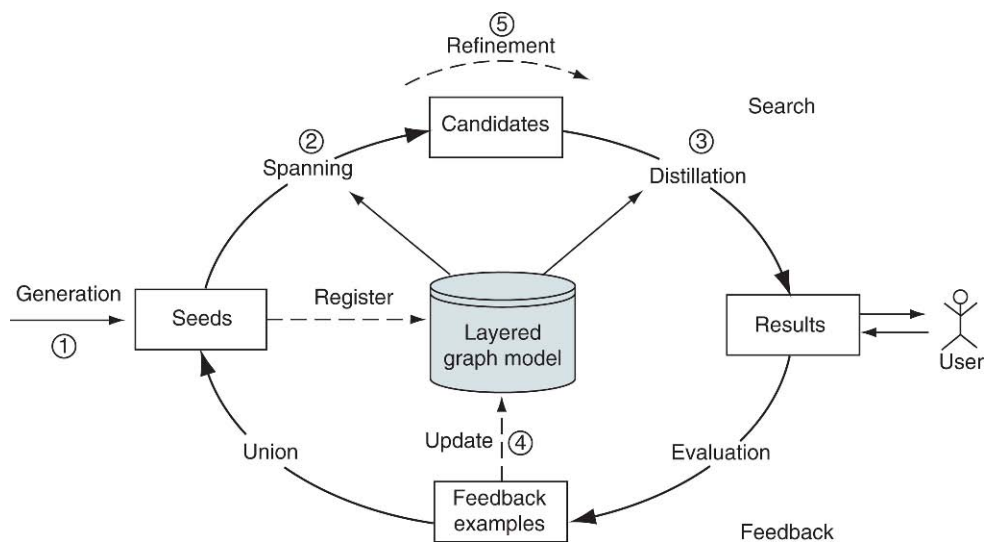 ⑤
Refinement
Candidates
Search
②
Spanning
③
Distillation
Generation
①
Seeds
Register
Layered
graph model
Results
User
Union
Update
④
Evaluation
Feedback
examples
Feedback